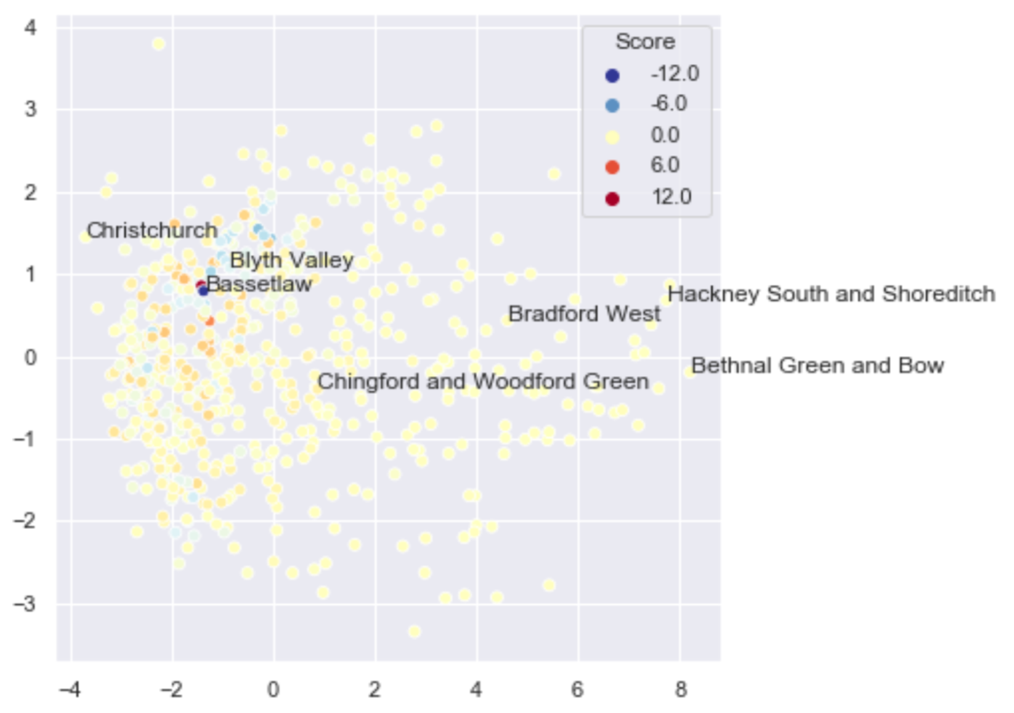 4
3
2
1
0
−1
−2
−3
−4
−2
0
2
4
6
8
Score
-12.0
-6.0
0.0
6.0
12.0
Christchurch
Blyth Valley
Bassetlaw
Hackney South and Shoreditch
Bradford West
Bethnal Green and Bow
Chingford and Woodford Green